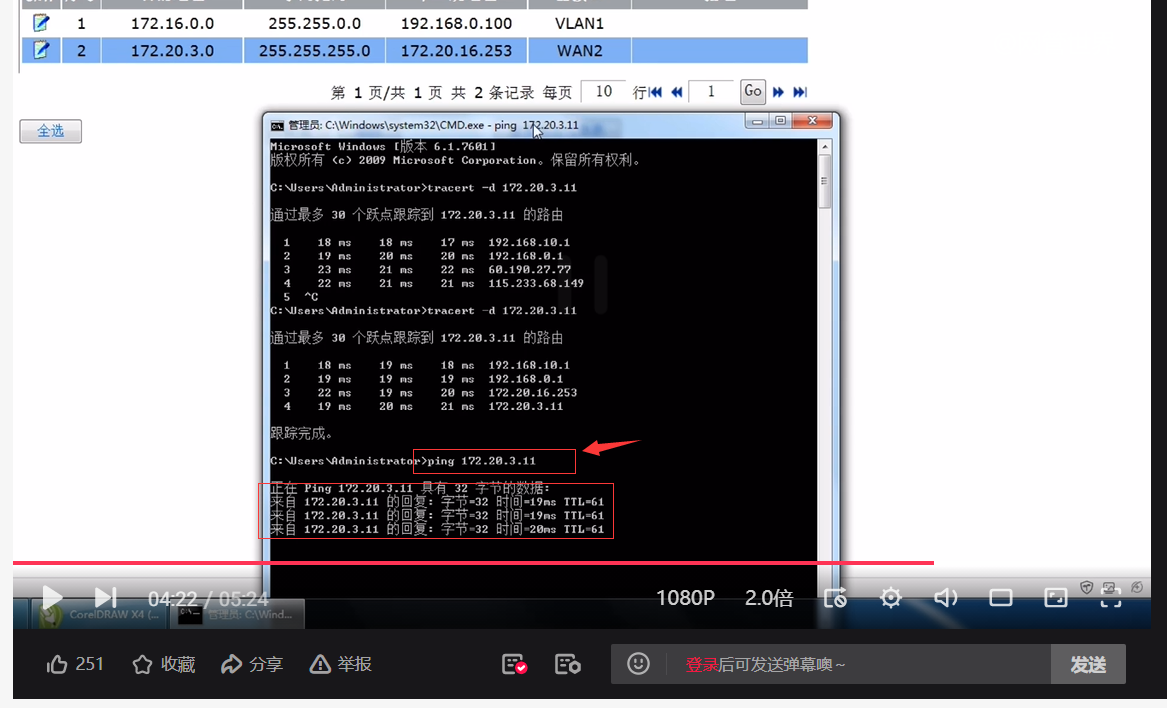 1 172.16.0.0 255.255.0.0 192.168.0.100 VLAN1
2 172.20.3.0 255.255.255.0 172.20.16.253 WAN2
第 1 页/共 1 页 共 2 条记录 每页 10 行 1 Go
全选
管理员: C:\Windows\system32\CMD.exe - ping 172.20.3.11
Microsoft Windows [版本 6.1.7601]
版权所有 (c) 2009 Microsoft Corporation。保留所有权利。
C:\Users\Administrator>tracert -d 172.20.3.11
通过最多 30 个跃点跟踪到 172.20.3.11 的路由
1 18 ms 18 ms 17 ms 192.168.10.1
2 19 ms 20 ms 20 ms 192.168.0.1
3 23 ms 21 ms 22 ms 60.190.27.77
4 22 ms 21 ms 21 ms 115.233.68.149
5 ^C
C:\Users\Administrator>tracert -d 172.20.3.11
通过最多 30 个跃点跟踪到 172.20.3.11 的路由
1 18 ms 19 ms 18 ms 192.168.10.1
2 19 ms 19 ms 19 ms 192.168.0.1
3 22 ms 19 ms 20 ms 172.20.16.253
4 19 ms 20 ms 21 ms 172.20.3.11
跟踪完成。
C:\Users\Administrator>ping 172.20.3.11
正在 Ping 172.20.3.11 具有 32 字节的数据:
来自 172.20.3.11 的回复: 字节=32 时间=19ms TTL=61
来自 172.20.3.11 的回复: 字节=32 时间=19ms TTL=61
来自 172.20.3.11 的回复: 字节=32 时间=20ms TTL=61
04:22 / 05:24 1080P 2.0倍
CorelDRAW X4 (... 管理员: C:\Wind...
251 收藏 分享 举报 登录后可发送弹幕噢~ 发送